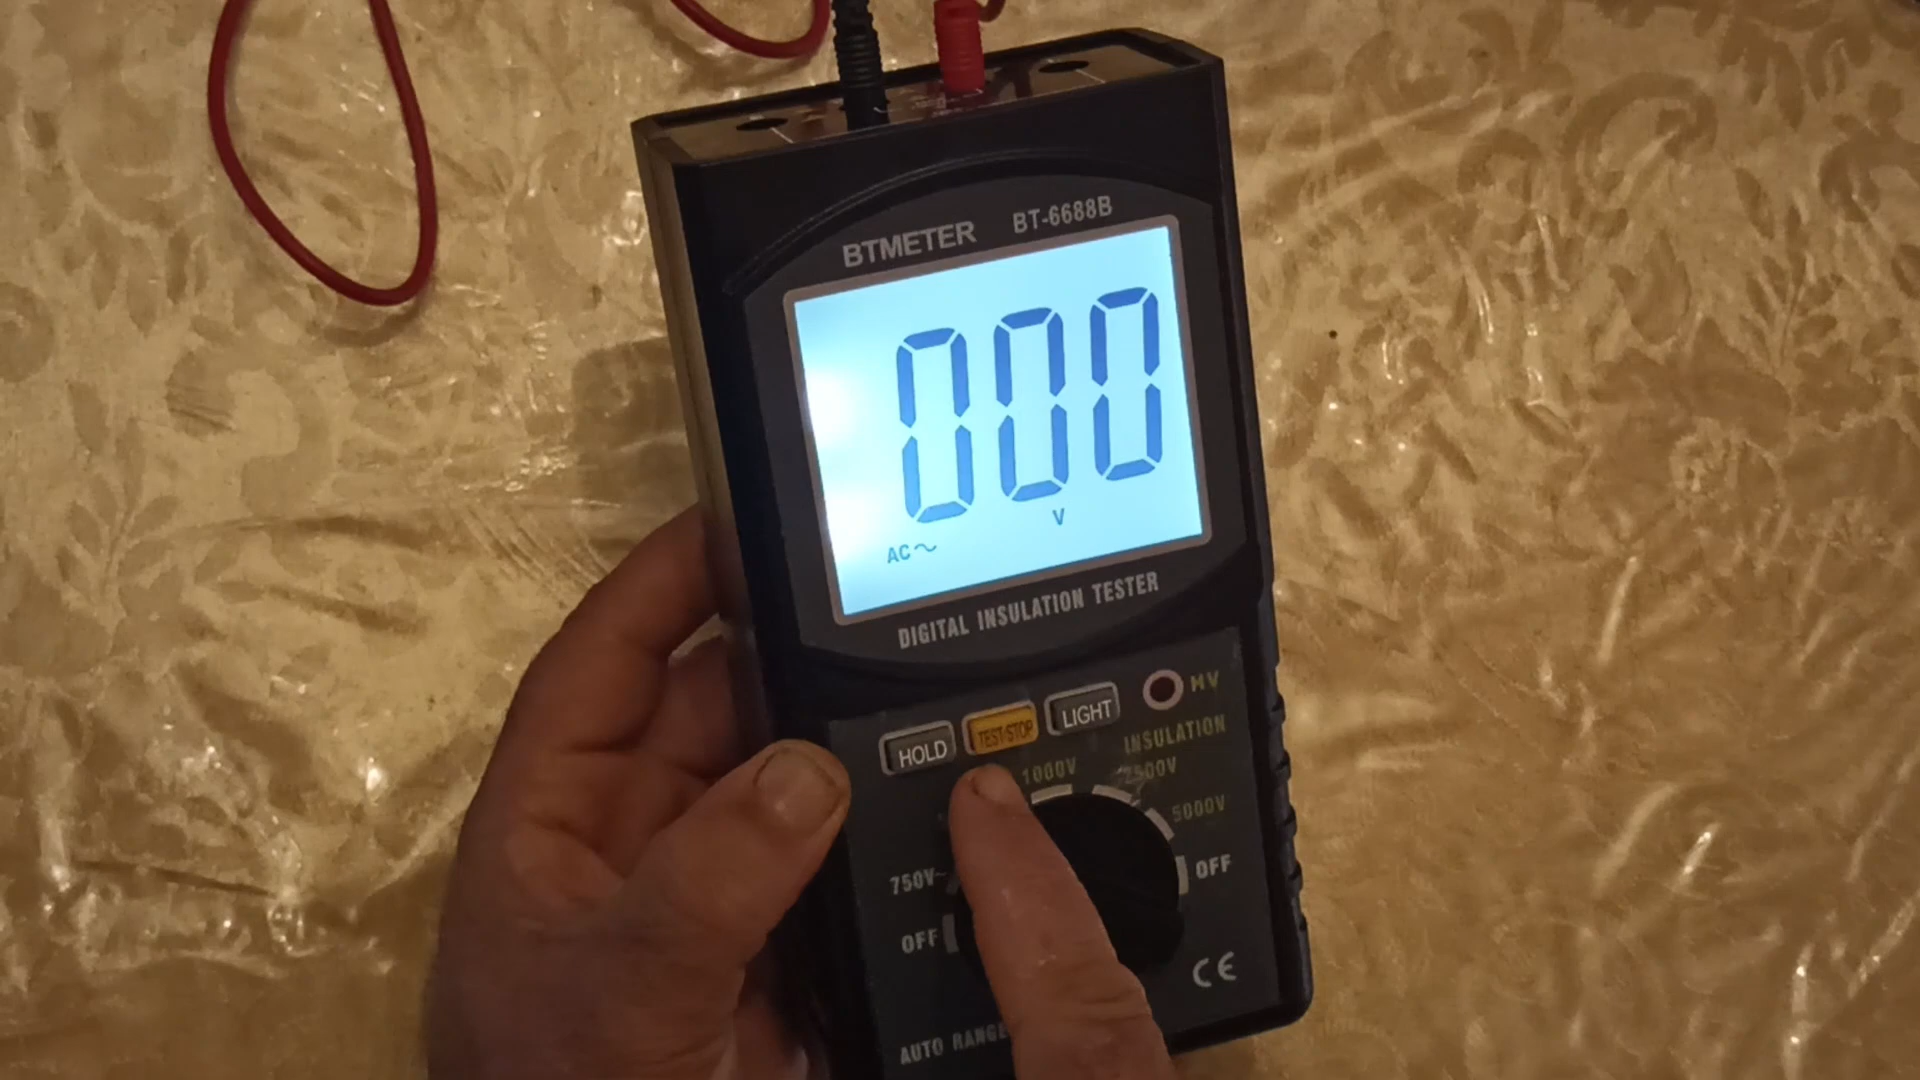 BTMETER BT-6688B
000
V
AC~
DIGITAL INSULATION TESTER
HOLD TEST·STOP LIGHT HV
INSULATION
1000V 2500V
5000V
750V~ OFF
OFF
CE
AUTO RANGE